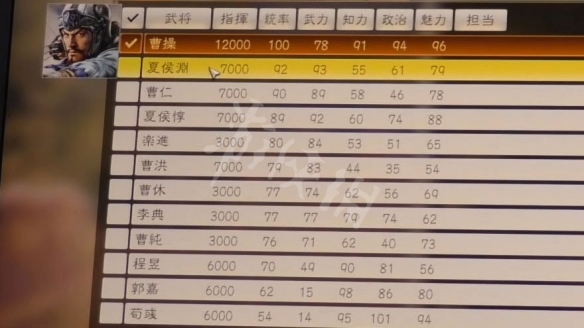 武将 指揮 統率 武力 知力 政治 魅力 担当
曹操 12000 100 78 91 94 96
夏侯淵 7000 92 93 55 61 79
曹仁 7000 90 89 58 46 78
夏侯惇 7000 89 92 60 74 88
楽進 3000 80 84 53 51 65
曹洪 7000 79 83 44 35 54
曹休 3000 77 74 62 56 69
李典 3000 77 77 79 74 62
曹純 3000 76 71 62 40 73
程昱 6000 70 49 90 81 56
郭嘉 6000 62 15 98 86 80
荀彧 6000 54 14 95 101 94
游侠網